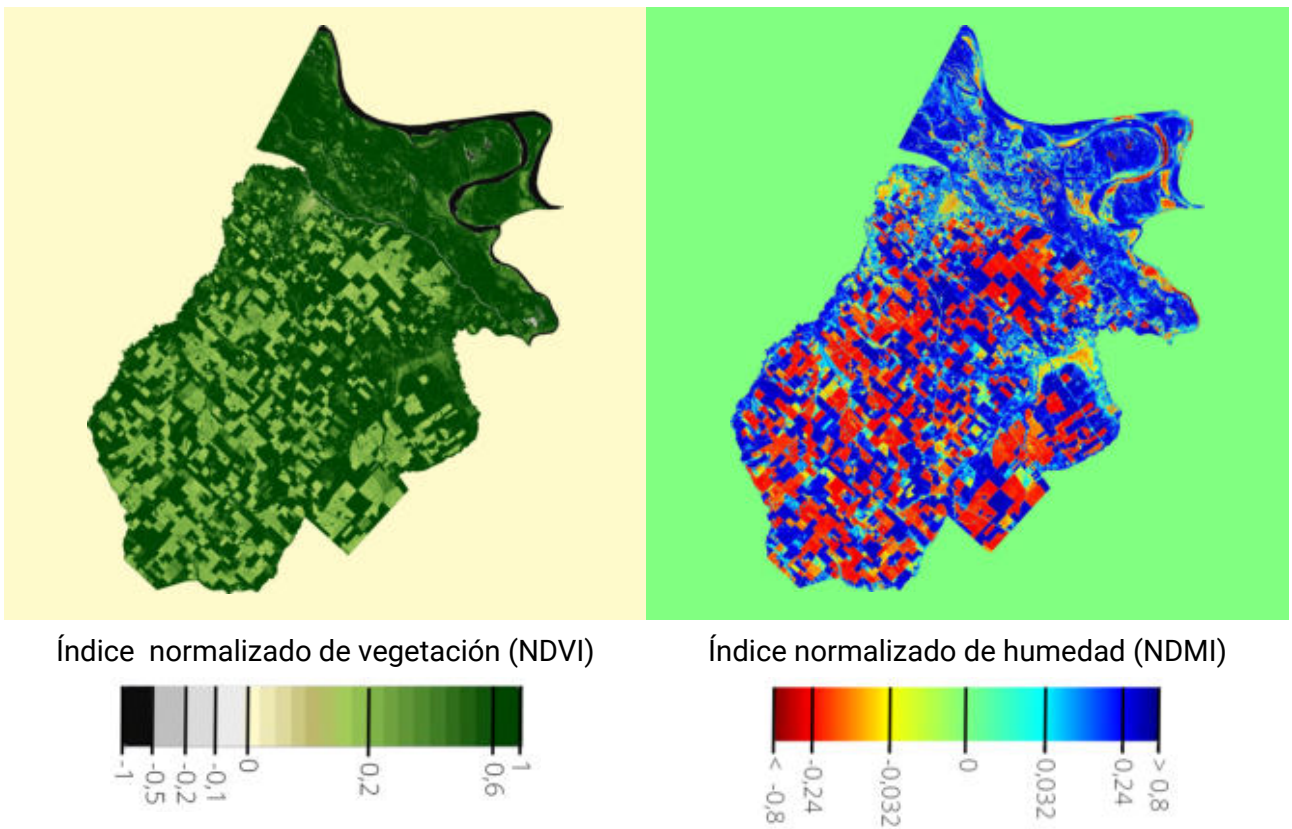 Índice normalizado de vegetación (NDVI)
Índice normalizado de humedad (NDMI)
-1 -0,5 -0,2 -0,1 0 0,2 0,6 1
< -0,8 -0,24 -0,032 0 0,032 0,24 > 0,8